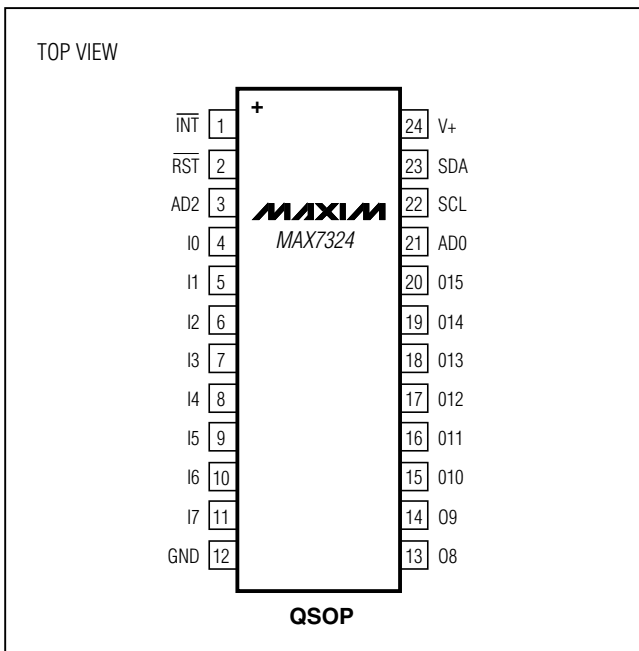 TOP VIEW
+
MAXIM
MAX7324
INT 1
RST 2
AD2 3
I0 4
I1 5
I2 6
I3 7
I4 8
I5 9
I6 10
I7 11
GND 12
24 V+
23 SDA
22 SCL
21 AD0
20 O15
19 O14
18 O13
17 O12
16 O11
15 O10
14 O9
13 O8
QSOP